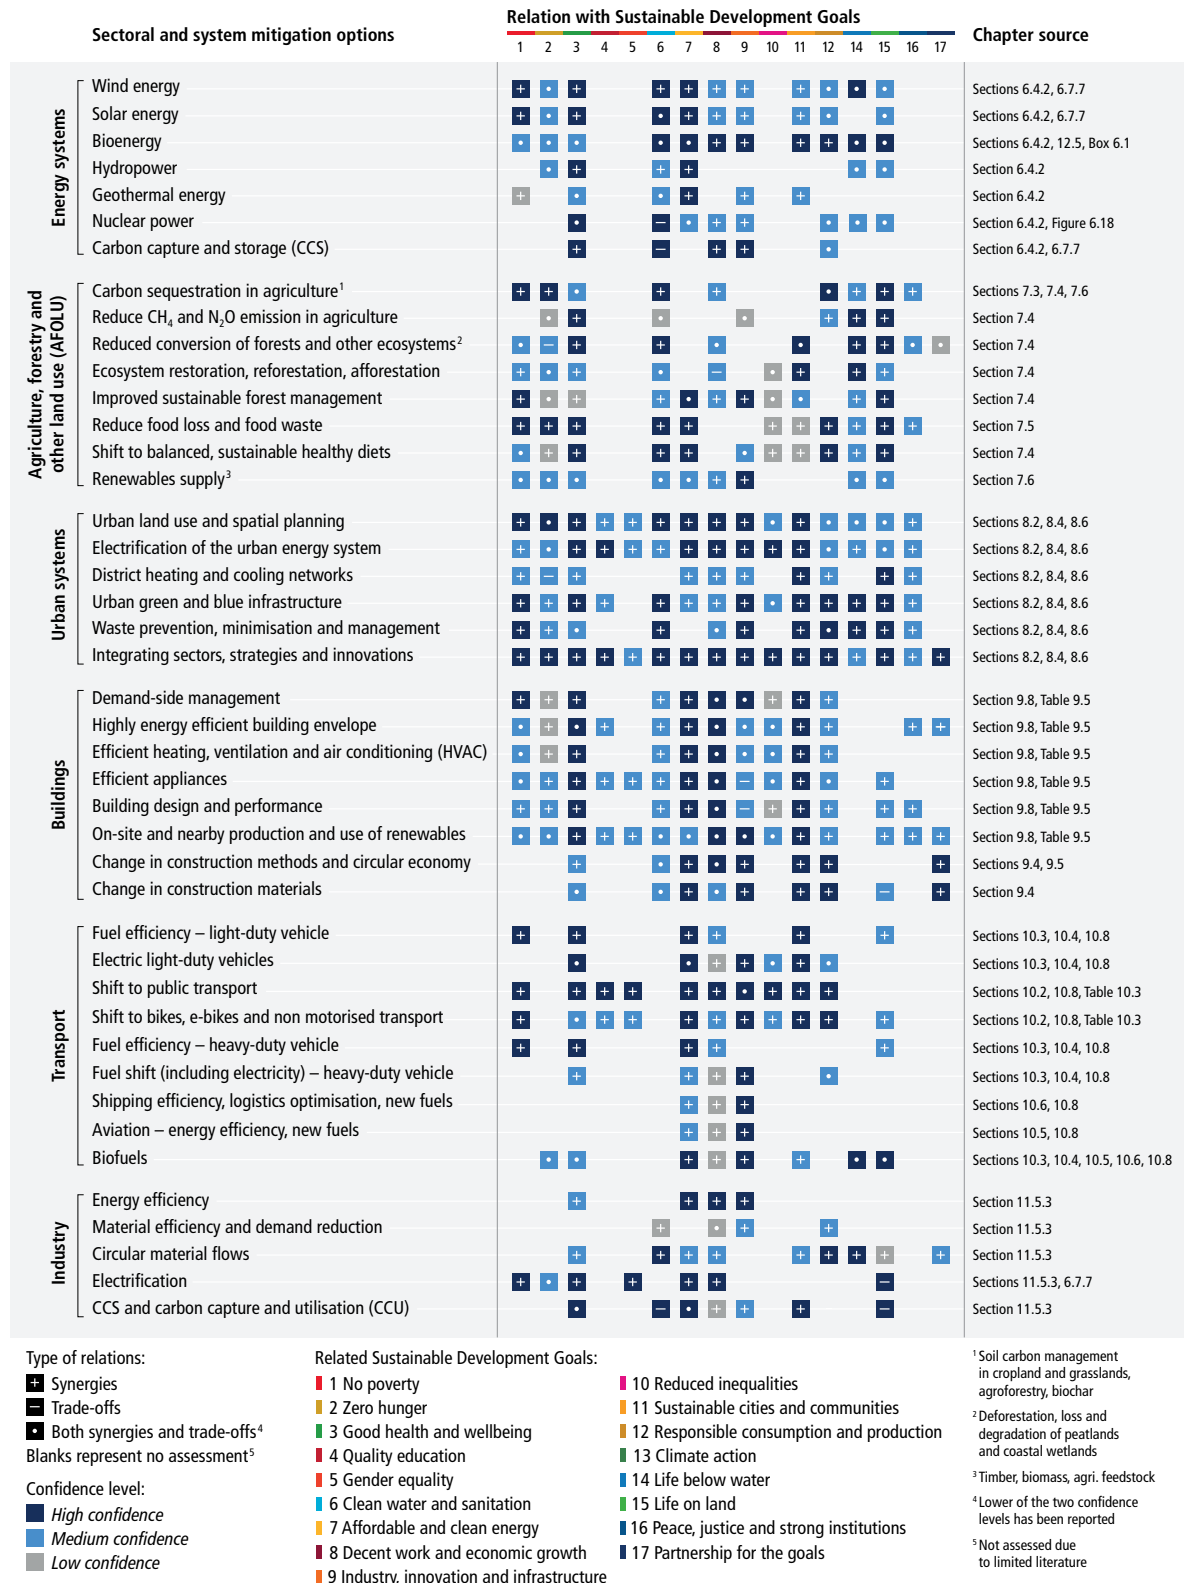 Relation with Sustainable Development Goals
Sectoral and system mitigation options
1 2 3 4 5 6 7 8 9 10 11 12 14 15 16 17
Chapter source
Energy systems
Wind energy
Sections 6.4.2, 6.7.7
Solar energy
Sections 6.4.2, 6.7.7
Bioenergy
Sections 6.4.2, 12.5, Box 6.1
Hydropower
Section 6.4.2
Geothermal energy
Section 6.4.2
Nuclear power
Section 6.4.2, Figure 6.18
Carbon capture and storage (CCS)
Section 6.4.2, 6.7.7
Agriculture, forestry and
other land use (AFOLU)
Carbon sequestration in agriculture¹
Sections 7.3, 7.4, 7.6
Reduce CH₄ and N₂O emission in agriculture
Section 7.4
Reduced conversion of forests and other ecosystems²
Section 7.4
Ecosystem restoration, reforestation, afforestation
Section 7.4
Improved sustainable forest management
Section 7.4
Reduce food loss and food waste
Section 7.5
Shift to balanced, sustainable healthy diets
Section 7.4
Renewables supply³
Section 7.6
Urban systems
Urban land use and spatial planning
Sections 8.2, 8.4, 8.6
Electrification of the urban energy system
Sections 8.2, 8.4, 8.6
District heating and cooling networks
Sections 8.2, 8.4, 8.6
Urban green and blue infrastructure
Sections 8.2, 8.4, 8.6
Waste prevention, minimisation and management
Sections 8.2, 8.4, 8.6
Integrating sectors, strategies and innovations
Sections 8.2, 8.4, 8.6
Buildings
Demand-side management
Section 9.8, Table 9.5
Highly energy efficient building envelope
Section 9.8, Table 9.5
Efficient heating, ventilation and air conditioning (HVAC)
Section 9.8, Table 9.5
Efficient appliances
Section 9.8, Table 9.5
Building design and performance
Section 9.8, Table 9.5
On-site and nearby production and use of renewables
Section 9.8, Table 9.5
Change in construction methods and circular economy
Sections 9.4, 9.5
Change in construction materials
Section 9.4
Transport
Fuel efficiency – light-duty vehicle
Sections 10.3, 10.4, 10.8
Electric light-duty vehicles
Sections 10.3, 10.4, 10.8
Shift to public transport
Sections 10.2, 10.8, Table 10.3
Shift to bikes, e-bikes and non motorised transport
Sections 10.2, 10.8, Table 10.3
Fuel efficiency – heavy-duty vehicle
Sections 10.3, 10.4, 10.8
Fuel shift (including electricity) – heavy-duty vehicle
Sections 10.3, 10.4, 10.8
Shipping efficiency, logistics optimisation, new fuels
Sections 10.6, 10.8
Aviation – energy efficiency, new fuels
Sections 10.5, 10.8
Biofuels
Sections 10.3, 10.4, 10.5, 10.6, 10.8
Industry
Energy efficiency
Section 11.5.3
Material efficiency and demand reduction
Section 11.5.3
Circular material flows
Section 11.5.3
Electrification
Sections 11.5.3, 6.7.7
CCS and carbon capture and utilisation (CCU)
Section 11.5.3
Type of relations:
+ Synergies
– Trade-offs
• Both synergies and trade-offs⁴
Blanks represent no assessment⁵
Confidence level:
High confidence
Medium confidence
Low confidence
Related Sustainable Development Goals:
1 No poverty
2 Zero hunger
3 Good health and wellbeing
4 Quality education
5 Gender equality
6 Clean water and sanitation
7 Affordable and clean energy
8 Decent work and economic growth
9 Industry, innovation and infrastructure
10 Reduced inequalities
11 Sustainable cities and communities
12 Responsible consumption and production
13 Climate action
14 Life below water
15 Life on land
16 Peace, justice and strong institutions
17 Partnership for the goals
¹ Soil carbon management
in cropland and grasslands,
agroforestry, biochar
² Deforestation, loss and
degradation of peatlands
and coastal wetlands
³ Timber, biomass, agri. feedstock
⁴ Lower of the two confidence
levels has been reported
⁵ Not assessed due
to limited literature